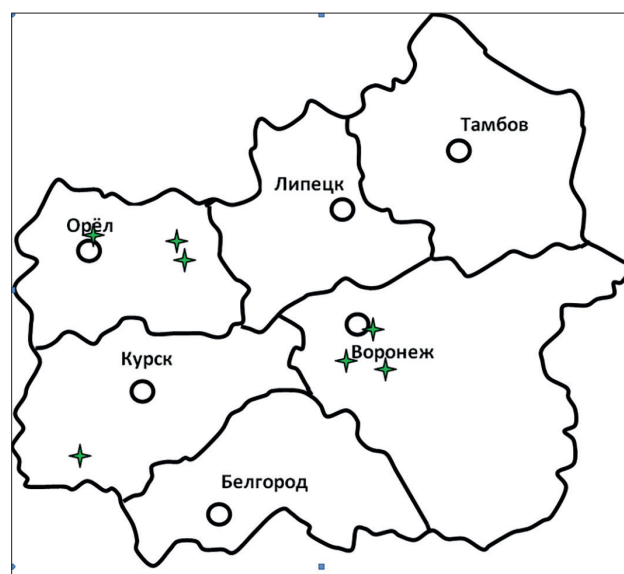 Тамбов
Липецк
Орёл
Воронеж
Курск
Белгород